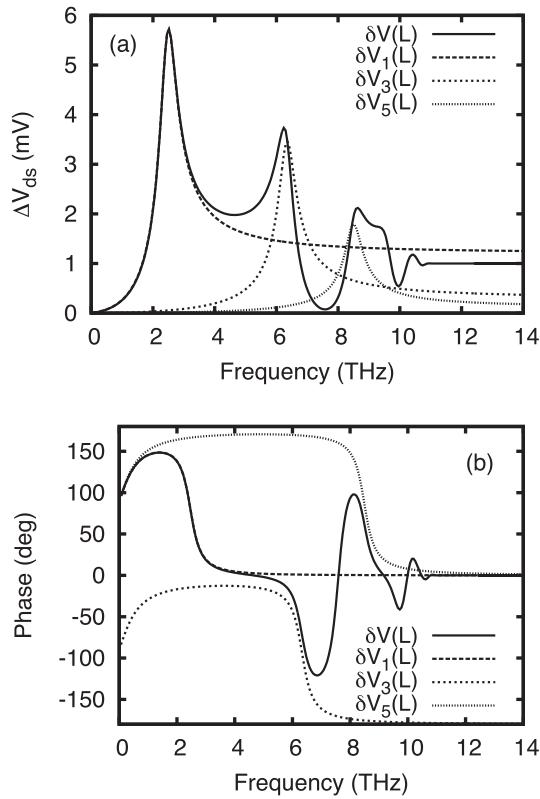 (a)
δV(L)
δV₁(L)
δV₃(L)
δV₅(L)
6
5
4
3
2
1
0
ΔV_ds (mV)
0 2 4 6 8 10 12 14
Frequency (THz)
(b)
150
100
50
0
-50
-100
-150
Phase (deg)
δV(L)
δV₁(L)
δV₃(L)
δV₅(L)
0 2 4 6 8 10 12 14
Frequency (THz)